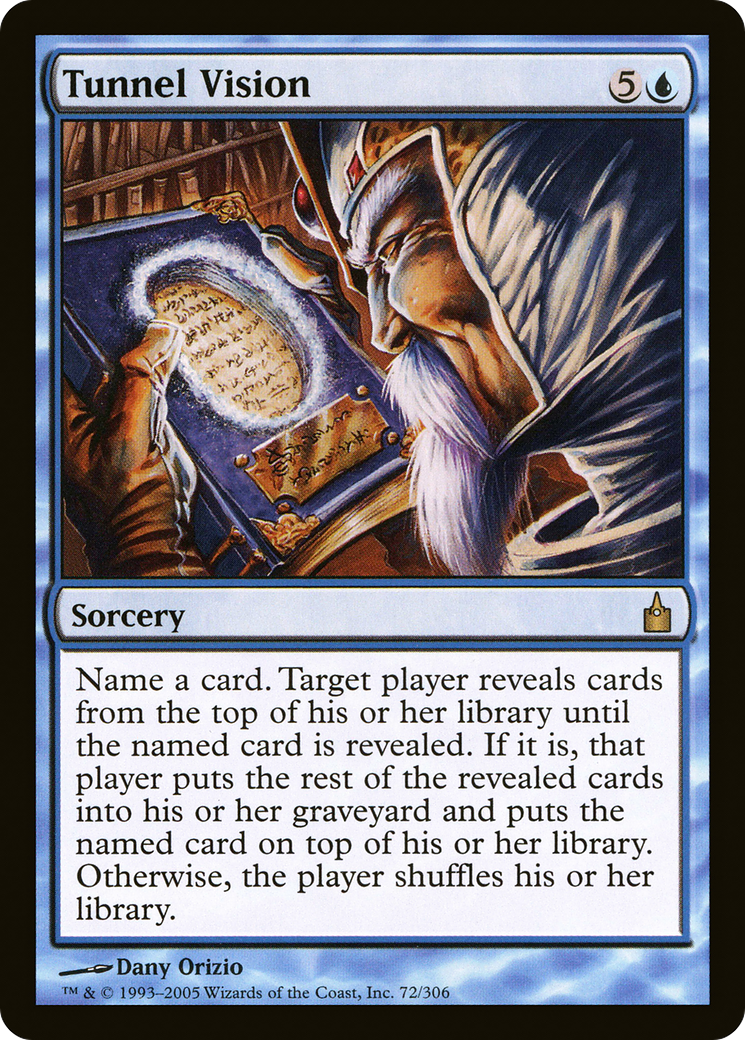 Tunnel Vision 5
Sorcery
Name a card. Target player reveals cards
from the top of his or her library until
the named card is revealed. If it is, that
player puts the rest of the revealed cards
into his or her graveyard and puts the
named card on top of his or her library.
Otherwise, the player shuffles his or her
library.
Dany Orizio
™ & © 1993–2005 Wizards of the Coast, Inc. 72/306